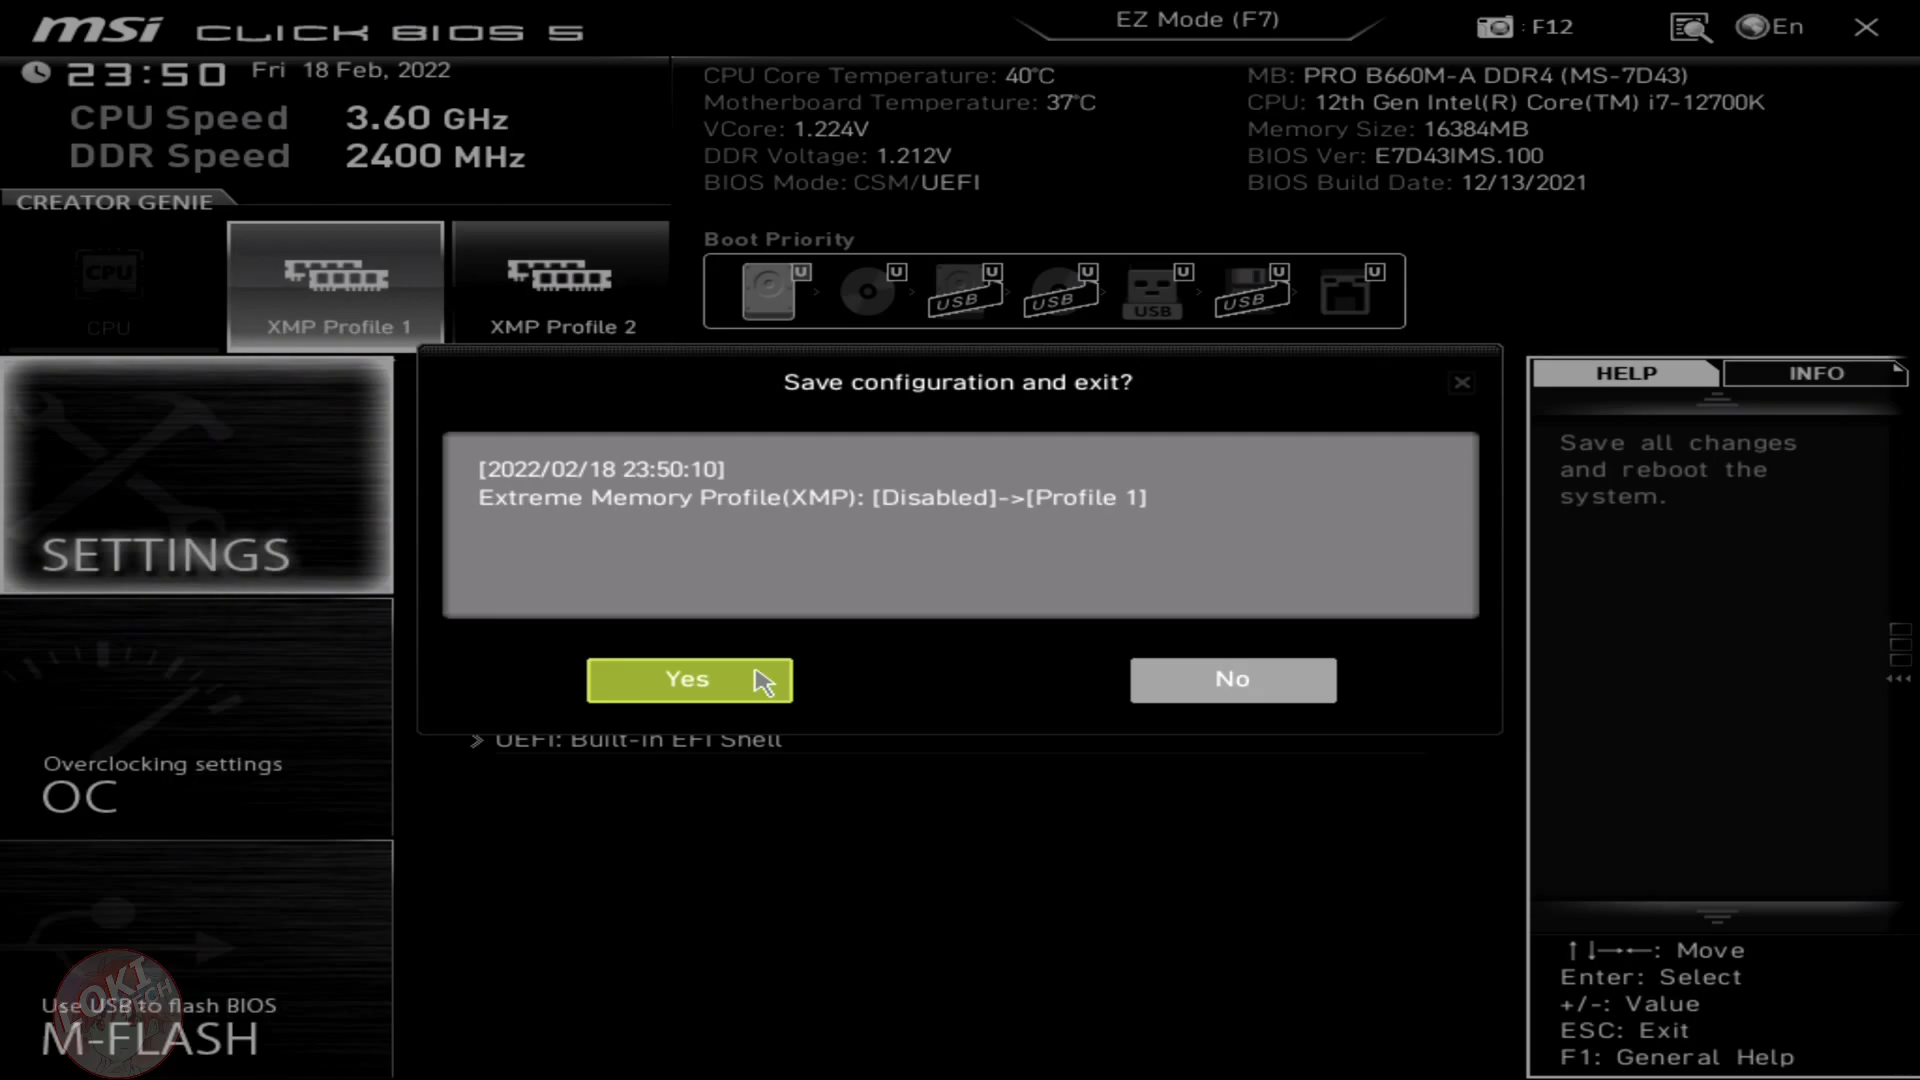 msi CLICK BIOS 5
EZ Mode (F7)
: F12
En
23:50 Fri 18 Feb, 2022
CPU Speed 3.60 GHz
DDR Speed 2400 MHz
CPU Core Temperature: 40°C
Motherboard Temperature: 37°C
VCore: 1.224V
DDR Voltage: 1.212V
BIOS Mode: CSM/UEFI
MB: PRO B660M-A DDR4 (MS-7D43)
CPU: 12th Gen Intel(R) Core(TM) i7-12700K
Memory Size: 16384MB
BIOS Ver: E7D43IMS.100
BIOS Build Date: 12/13/2021
CREATOR GENIE
CPU
CPU
XMP Profile 1
XMP Profile 2
Boot Priority
U U U U U U U
USB USB USB USB
Save configuration and exit?
[2022/02/18 23:50:10]
Extreme Memory Profile(XMP): [Disabled]->[Profile 1]
Yes
No
UEFI: Built-in EFI Shell
SETTINGS
Overclocking settings
OC
Use USB to flash BIOS
M-FLASH
LOKI TECH
HELP
INFO
Save all changes
and reboot the
system.
↑↓→←: Move
Enter: Select
+/-: Value
ESC: Exit
F1: General Help